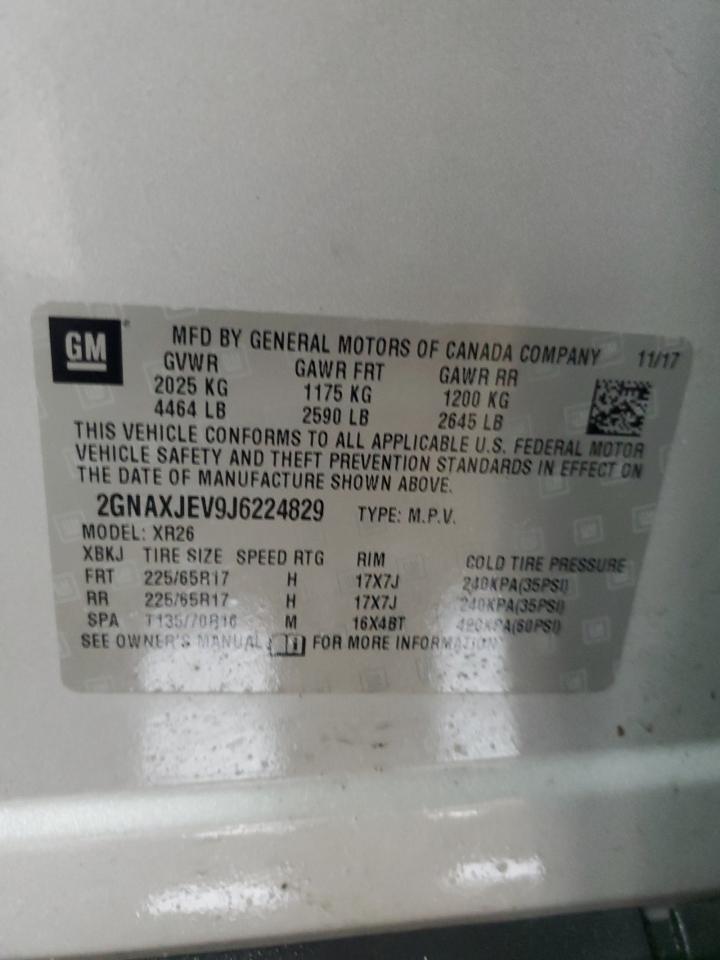 GM
MFD BY GENERAL MOTORS OF CANADA COMPANY 11/17
GVWR GAWR FRT GAWR RR
2025 KG 1175 KG 1200 KG
4464 LB 2590 LB 2645 LB
THIS VEHICLE CONFORMS TO ALL APPLICABLE U.S. FEDERAL MOTOR
VEHICLE SAFETY AND THEFT PREVENTION STANDARDS IN EFFECT ON
THE DATE OF MANUFACTURE SHOWN ABOVE.
2GNAXJEV9J6224829 TYPE: M.P.V.
MODEL: XR26
XBKJ TIRE SIZE SPEED RTG RIM COLD TIRE PRESSURE
FRT 225/65R17 H 17X7J 240KPA(35PSI)
RR 225/65R17 H 17X7J 240KPA(35PSI)
SPA T135/70R16 M 16X4BT 420KPA(60PSI)
SEE OWNER'S MANUAL FOR MORE INFORMATION